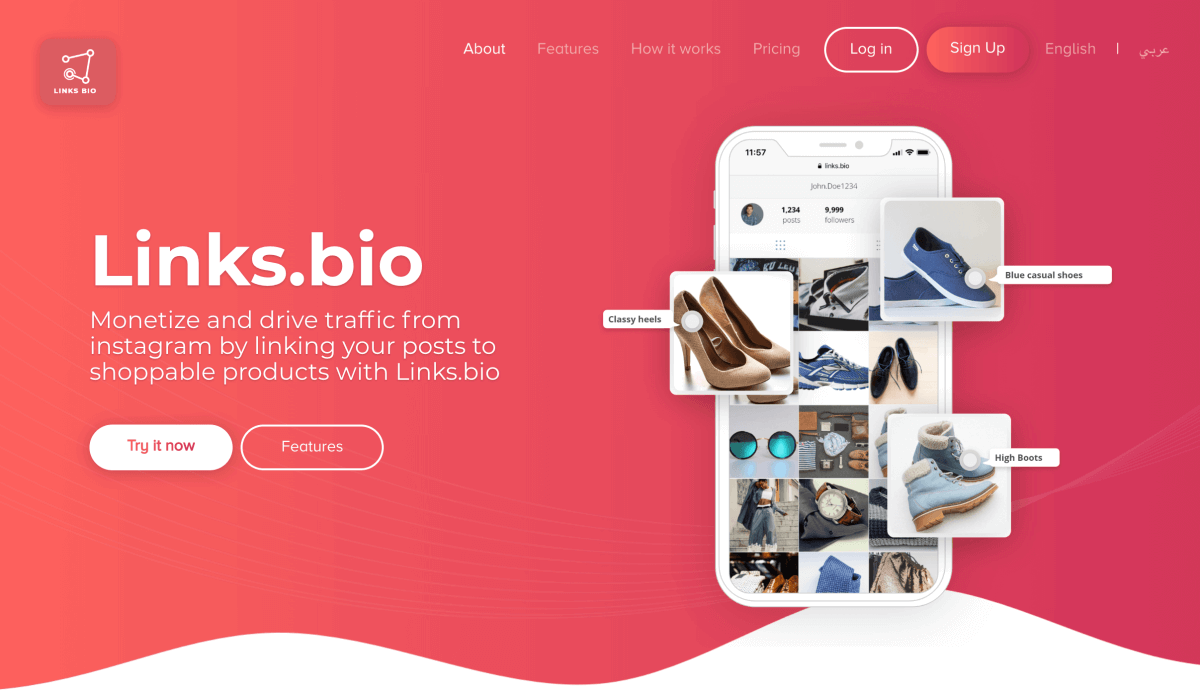 LINKS BIO
About
Features
How it works
Pricing
Log in
Sign Up
English
|
عربي
Links.bio
Monetize and drive traffic from
instagram by linking your posts to
shoppable products with Links.bio
Try it now
Features
11:57
links.bio
John.Doe1234
1,234
posts
9,999
followers
Blue casual shoes
Classy heels
High Boots